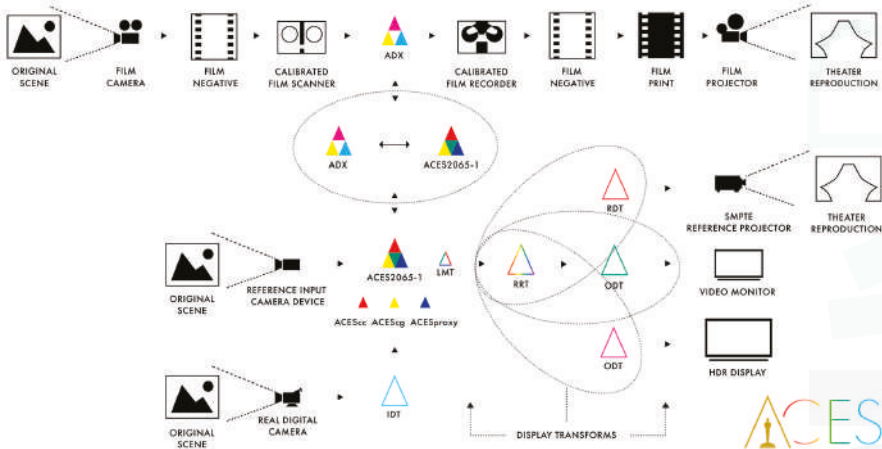 ADX
ORIGINAL
SCENE
FILM
CAMERA
FILM
NEGATIVE
CALIBRATED
FILM SCANNER
CALIBRATED
FILM RECORDER
FILM
NEGATIVE
FILM
PRINT
FILM
PROJECTOR
THEATER
REPRODUCTION
ADX
ACES2065-1
RDT
SMPTE
REFERENCE PROJECTOR
THEATER
REPRODUCTION
ORIGINAL
SCENE
REFERENCE INPUT
CAMERA DEVICE
ACES2065-1
LMT
RRT
ODT
VIDEO MONITOR
ACEScc
ACEScg
ACESproxy
ODT
HDR DISPLAY
ORIGINAL
SCENE
REAL DIGITAL
CAMERA
IDT
DISPLAY TRANSFORMS
ACES